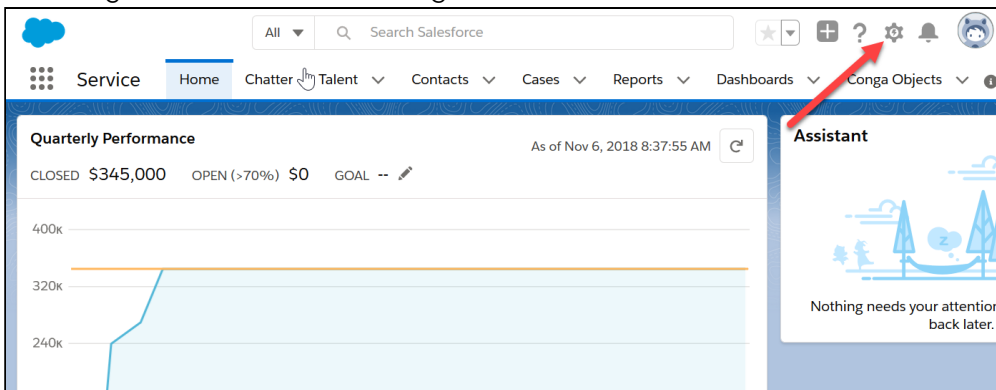 All Search Salesforce
Service Home Chatter Talent Contacts Cases Reports Dashboards Conga Objects
Quarterly Performance
As of Nov 6, 2018 8:37:55 AM
CLOSED $345,000 OPEN (>70%) $0 GOAL --
400K
320K
240K
Assistant
z
Nothing needs your attention
back later.